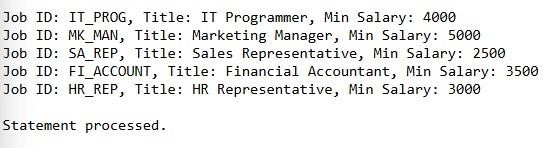 Job ID: IT_PROG, Title: IT Programmer, Min Salary: 4000
Job ID: MK_MAN, Title: Marketing Manager, Min Salary: 5000
Job ID: SA_REP, Title: Sales Representative, Min Salary: 2500
Job ID: FI_ACCOUNT, Title: Financial Accountant, Min Salary: 3500
Job ID: HR_REP, Title: HR Representative, Min Salary: 3000
Statement processed.